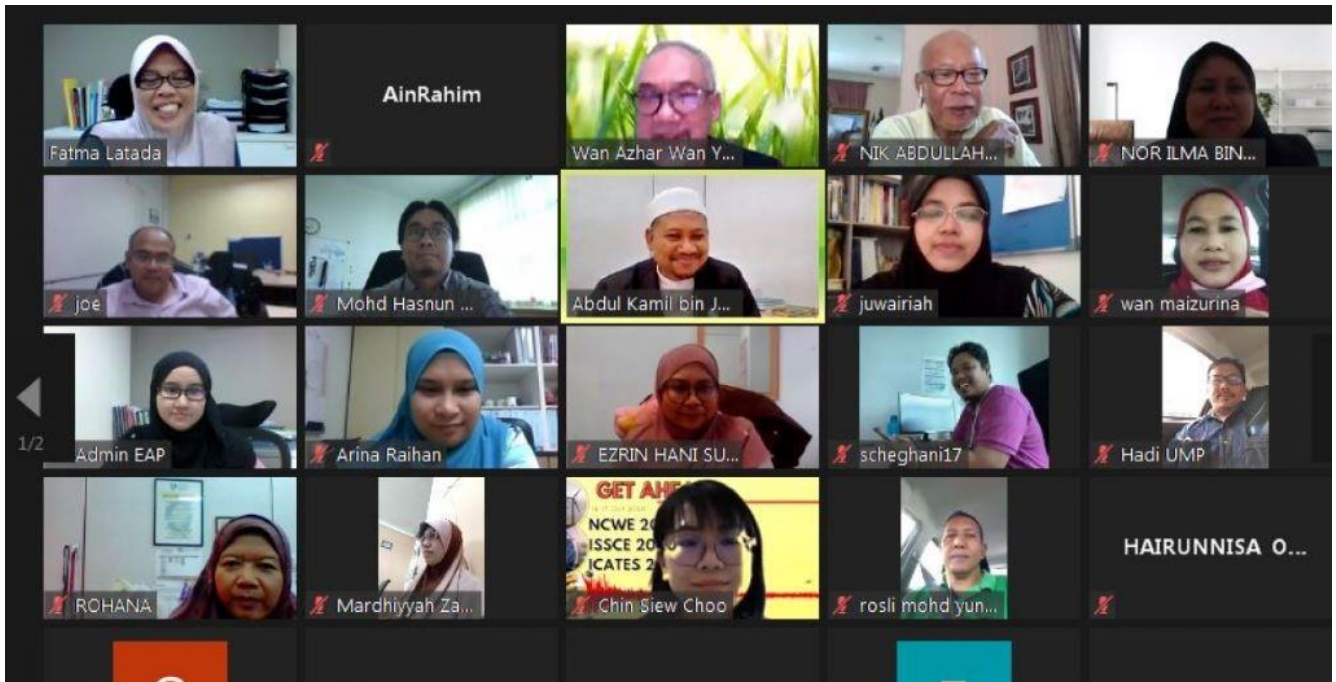 Fatma Latada
AinRahim
Wan Azhar Wan Y...
NIK ABDULLAH...
NOR ILMA BIN...
joe
Mohd Hasnun ...
Abdul Kamil bin J...
juwairiah
wan maizurina
1/2
Admin EAP
Arina Raihan
EZRIN HANI SU...
scheghani17
Hadi UMP
ROHANA
Mardhiyyah Za...
GET AHE
NCWE 20
ISSCE 20
ICATES 2
Chin Siew Choo
rosli mohd yun...
HAIRUNNISA O...